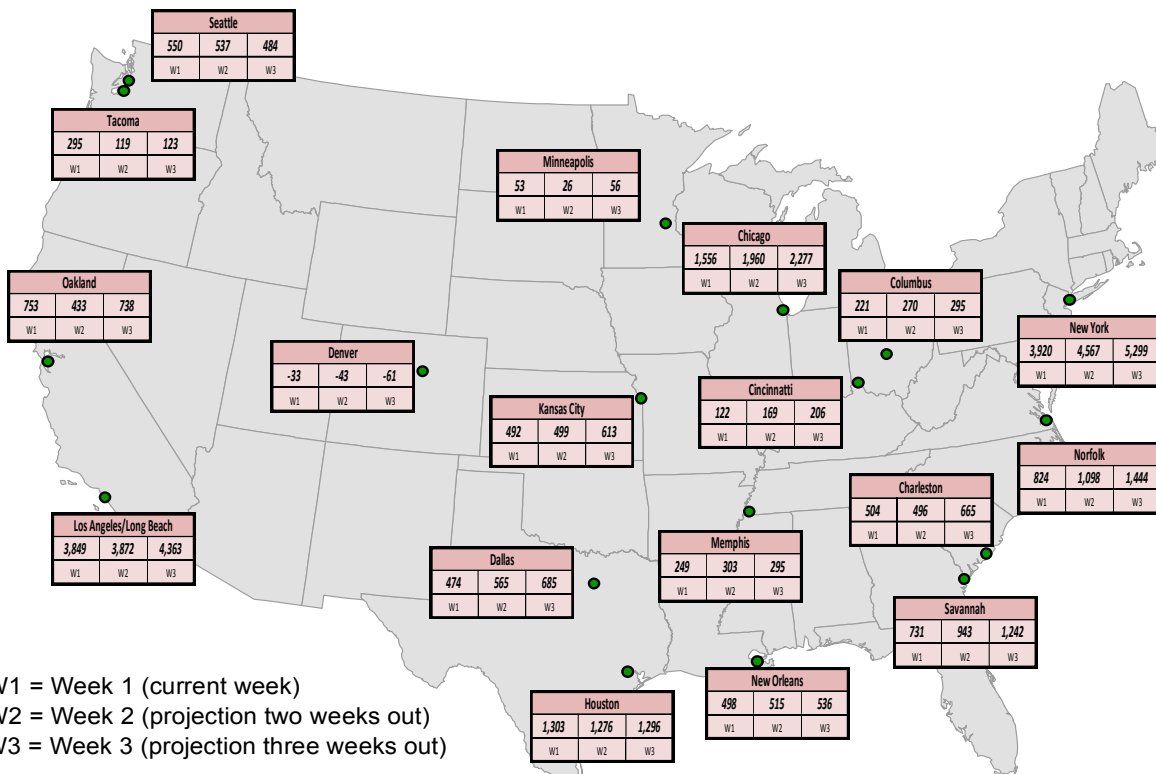 Seattle
550 537 484
W1 W2 W3
Tacoma
295 119 123
W1 W2 W3
Minneapolis
53 26 56
W1 W2 W3
Chicago
1,556 1,960 2,277
W1 W2 W3
Oakland
753 433 738
W1 W2 W3
Columbus
221 270 295
W1 W2 W3
New York
3,920 4,567 5,299
W1 W2 W3
Denver
-33 -43 -61
W1 W2 W3
Cincinnatti
122 169 206
W1 W2 W3
Kansas City
492 499 613
W1 W2 W3
Norfolk
824 1,098 1,444
W1 W2 W3
Charleston
504 496 665
W1 W2 W3
Los Angeles/Long Beach
3,849 3,872 4,363
W1 W2 W3
Memphis
249 303 295
W1 W2 W3
Dallas
474 565 685
W1 W2 W3
Savannah
731 943 1,242
W1 W2 W3
New Orleans
498 515 536
W1 W2 W3
Houston
1,303 1,276 1,296
W1 W2 W3
W1 = Week 1 (current week)
W2 = Week 2 (projection two weeks out)
W3 = Week 3 (projection three weeks out)